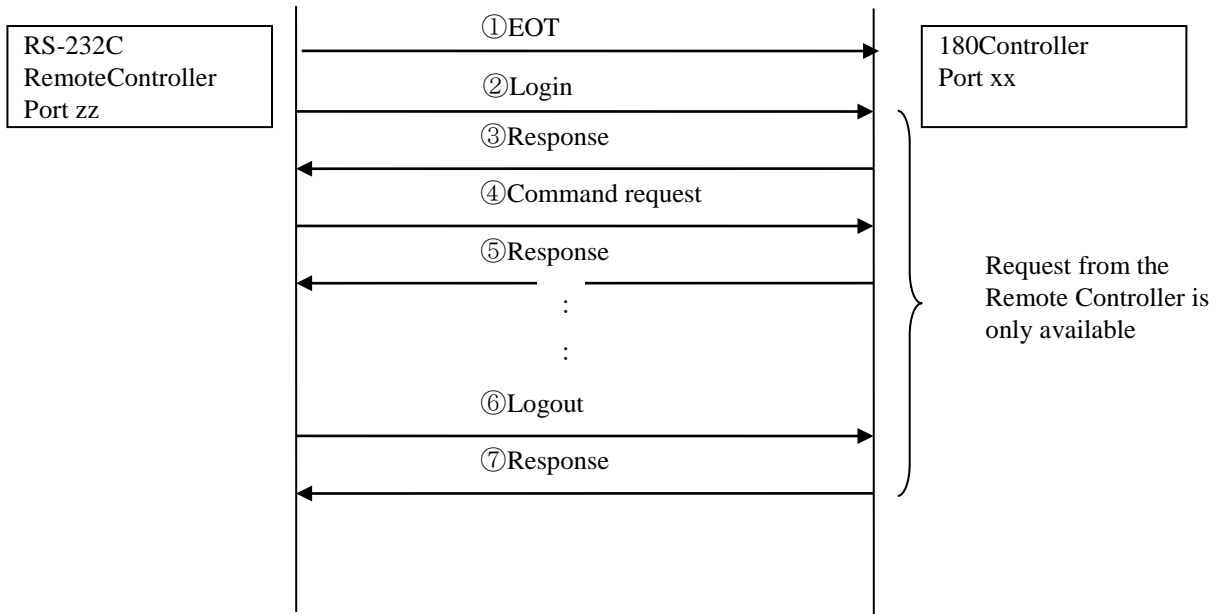 ①EOT
RS-232C
RemoteController
Port zz
180Controller
Port xx
②Login
③Response
④Command request
⑤Response
:
:
Request from the
Remote Controller is
only available
⑥Logout
⑦Response